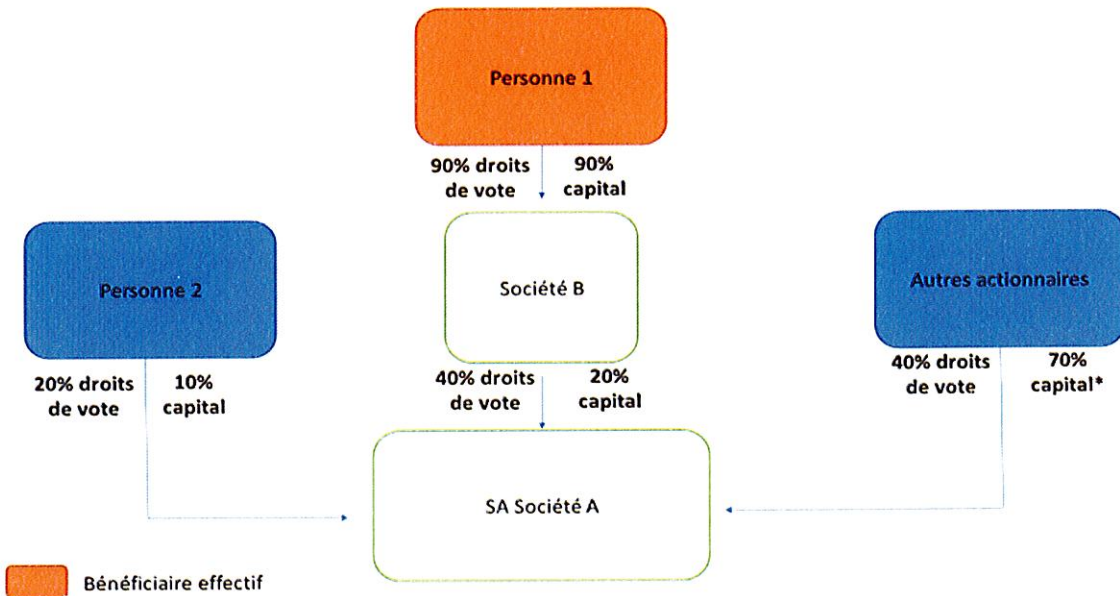 Personne 1
90% droits
de vote
90%
capital
Personne 2
Société B
Autres actionnaires
20% droits
de vote
10%
capital
40% droits
de vote
20%
capital
40% droits
de vote
70%
capital*
SA Société A
Bénéficiaire effectif